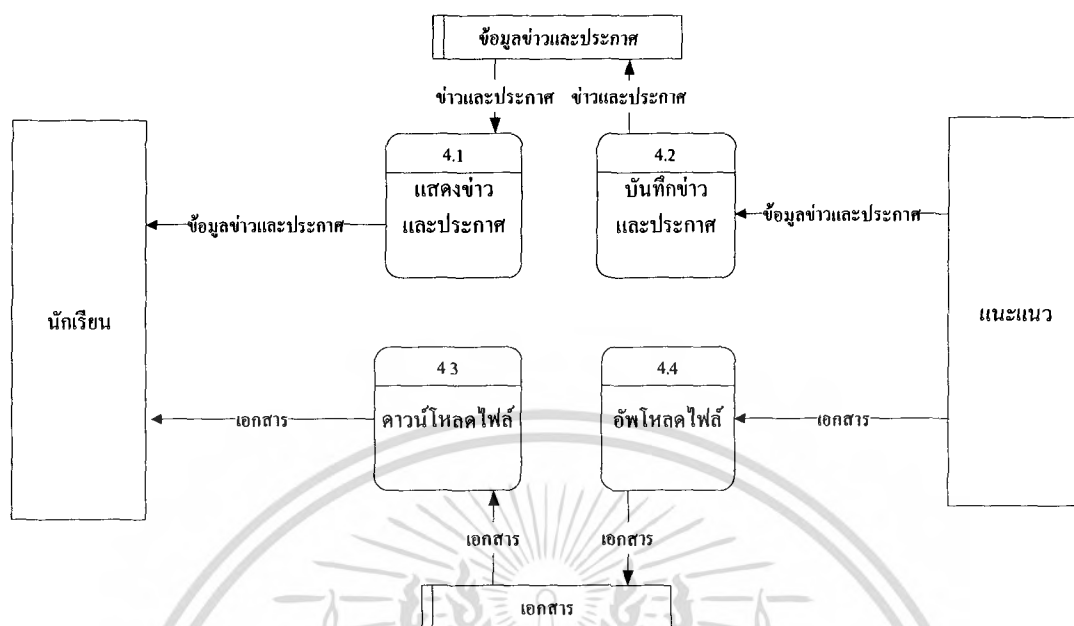 ข้อมูลข่าวและประกาศ
ข่าวและประกาศ ข่าวและประกาศ
4.1
แสดงข่าว
และประกาศ
4.2
บันทึกข่าว
และประกาศ
ข้อมูลข่าวและประกาศ
ข้อมูลข่าวและประกาศ
นักเรียน
แนะแนว
4 3
ดาวน์โหลดไฟล์
4.4
อัพโหลดไฟล์
เอกสาร
เอกสาร
เอกสาร
เอกสาร
เอกสาร